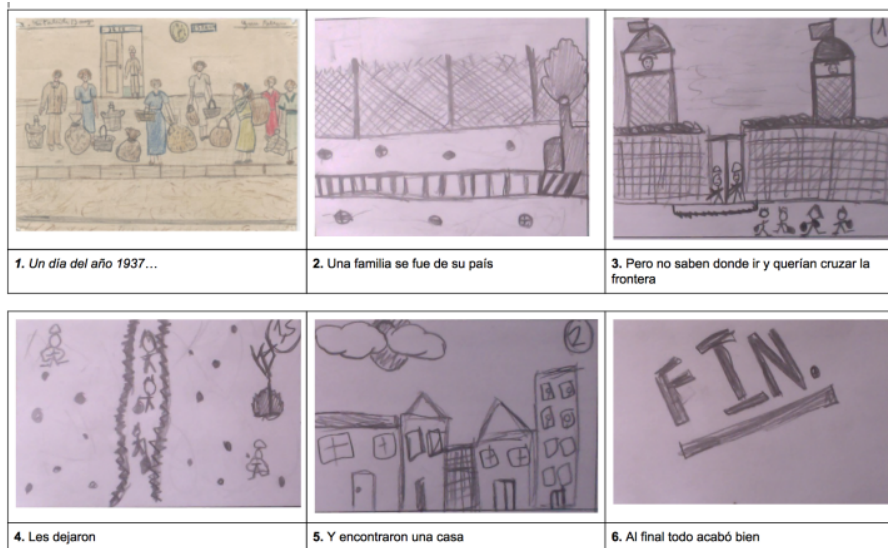 1. Un día del año 1937…
2. Una familia se fue de su país
3. Pero no saben donde ir y querían cruzar la
frontera
15
2
FIN.
4. Les dejaron
5. Y encontraron una casa
6. Al final todo acabó bien